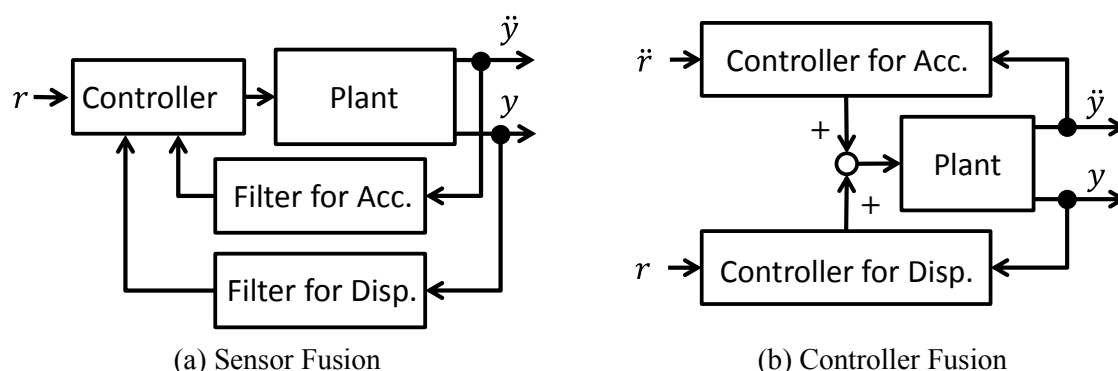 ÿ
r
Controller
Plant
y
Filter for Acc.
Filter for Disp.
(a) Sensor Fusion
r̈
Controller for Acc.
ÿ
+
Plant
y
+
r
Controller for Disp.
(b) Controller Fusion